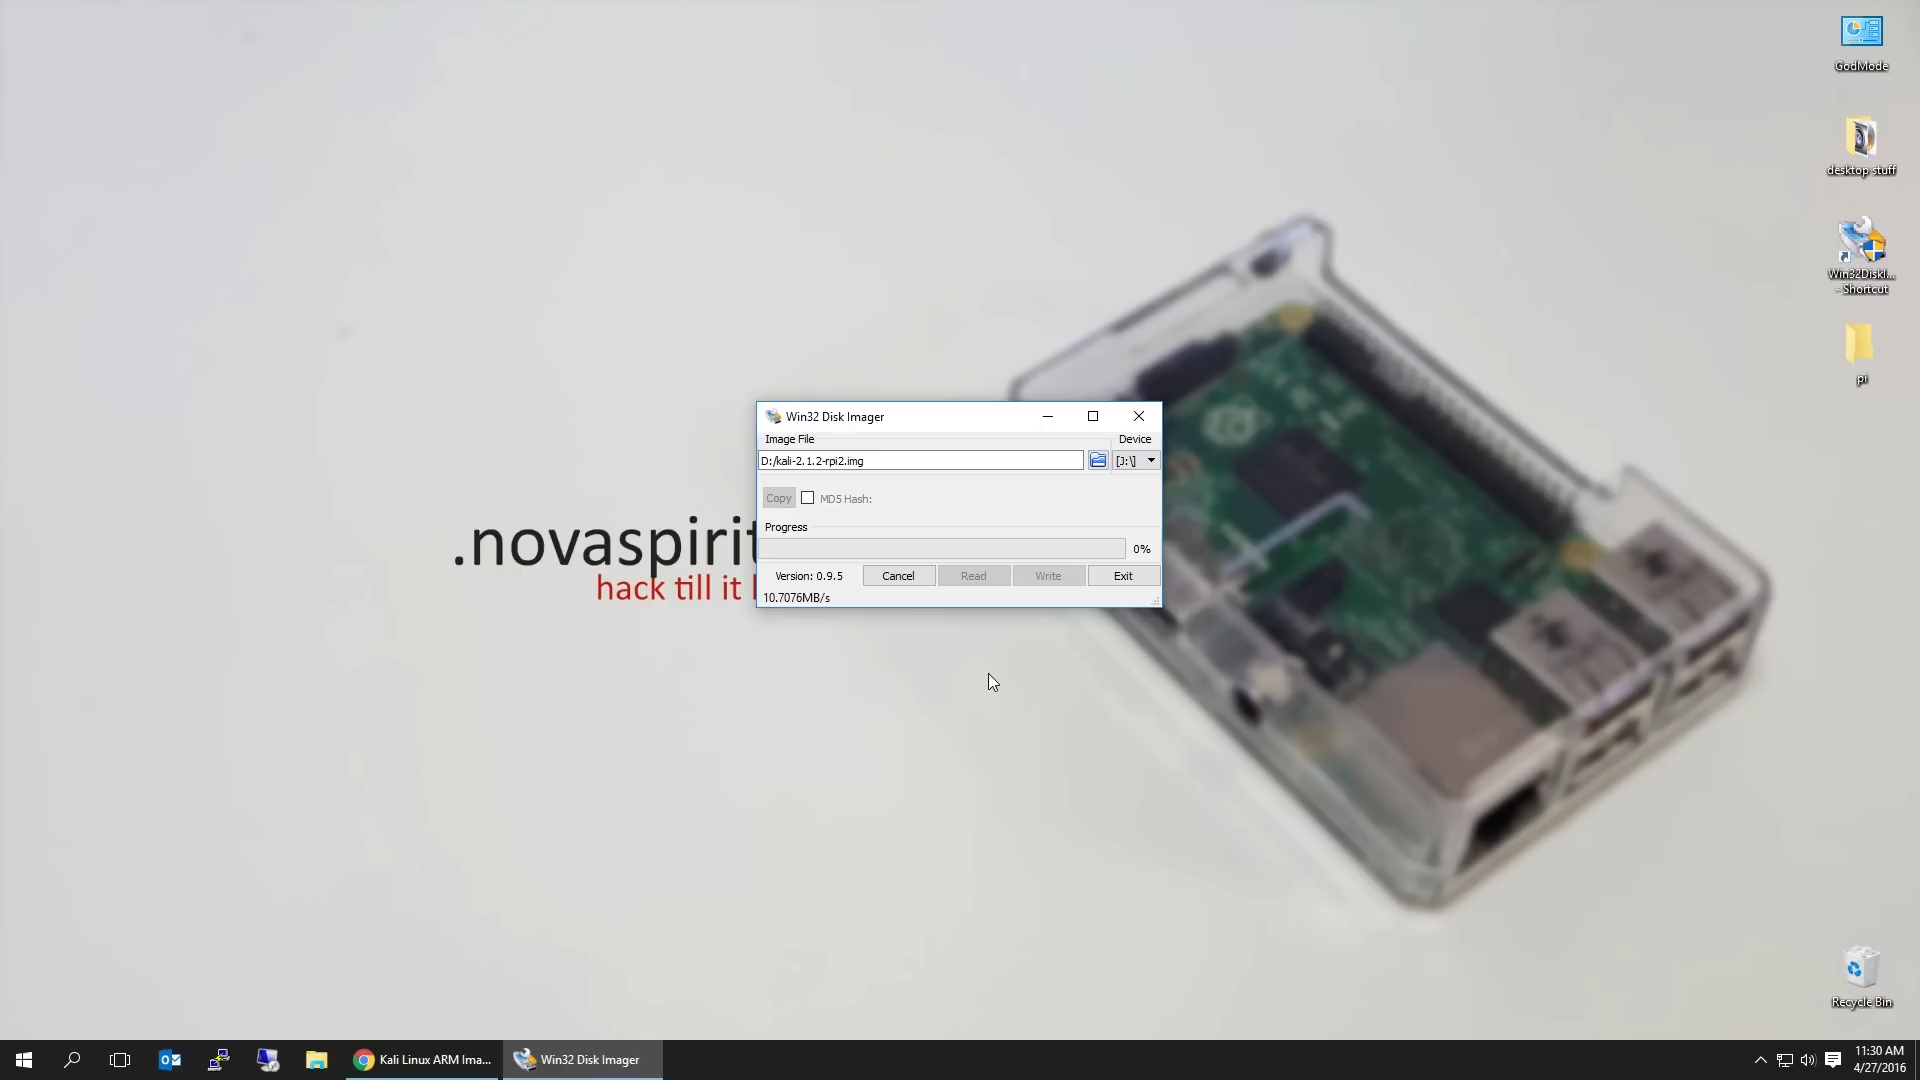 GodMode
desktop stuff
Win32DiskI...
- Shortcut
pi
Win32 Disk Imager
Image File
Device
D:/kali-2.1.2-rpi2.img
[J:\]
Copy
MD5 Hash:
Progress
0%
Version: 0.9.5
Cancel
Read
Write
Exit
10.7076MB/s
.novaspirit
hack till it
Recycle Bin
Kali Linux ARM Ima...
Win32 Disk Imager
11:30 AM
4/27/2016